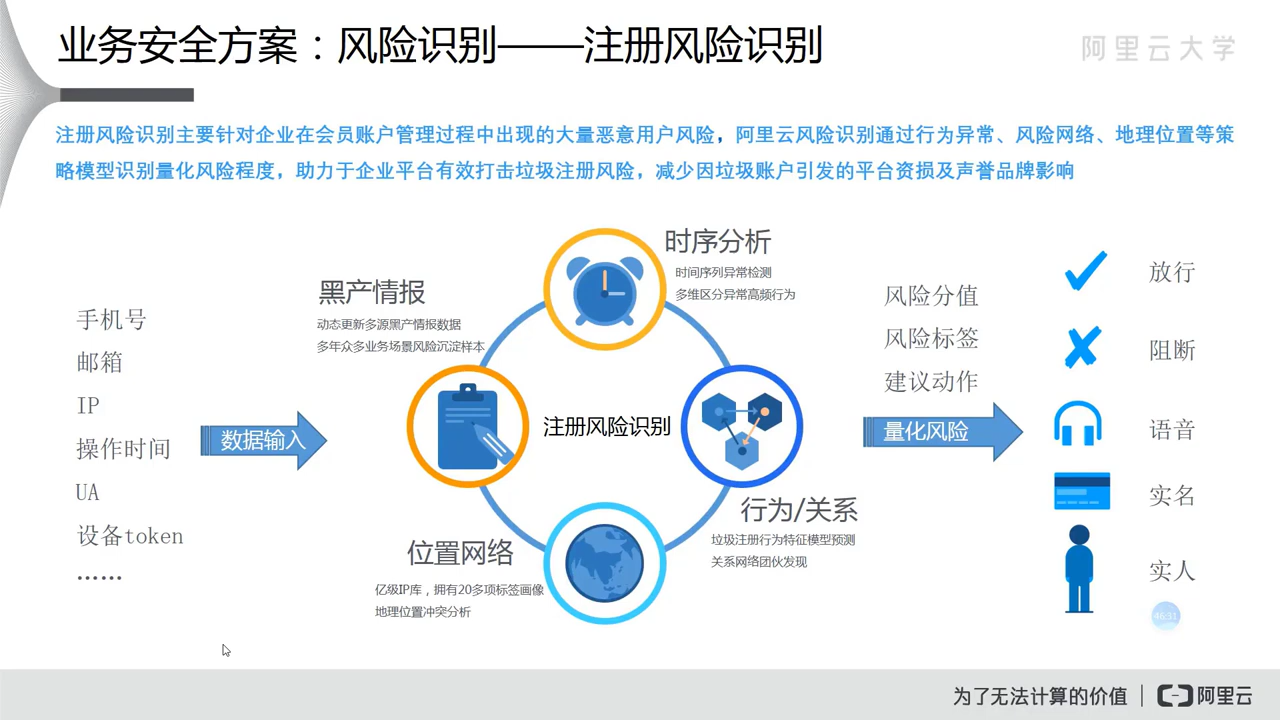 业务安全方案：风险识别——注册风险识别
阿里云大学
注册风险识别主要针对企业在会员账户管理过程中出现的大量恶意用户风险，阿里云风险识别通过行为异常、风险网络、地理位置等策
略模型识别量化风险程度，助力于企业平台有效打击垃圾注册风险，减少因垃圾账户引发的平台资损及声誉品牌影响
手机号
邮箱
IP
操作时间
UA
设备token
……
数据输入
黑产情报
动态更新多源黑产情报数据
多年众多业务场景风险沉淀样本
时序分析
时间序列异常检测
多维区分异常高频行为
注册风险识别
行为/关系
垃圾注册行为特征模型预测
关系网络团伙发现
位置网络
亿级IP库，拥有20多项标签画像
地理位置冲突分析
风险分值
风险标签
建议动作
量化风险
放行
阻断
语音
实名
实人
46:31
为了无法计算的价值
阿里云